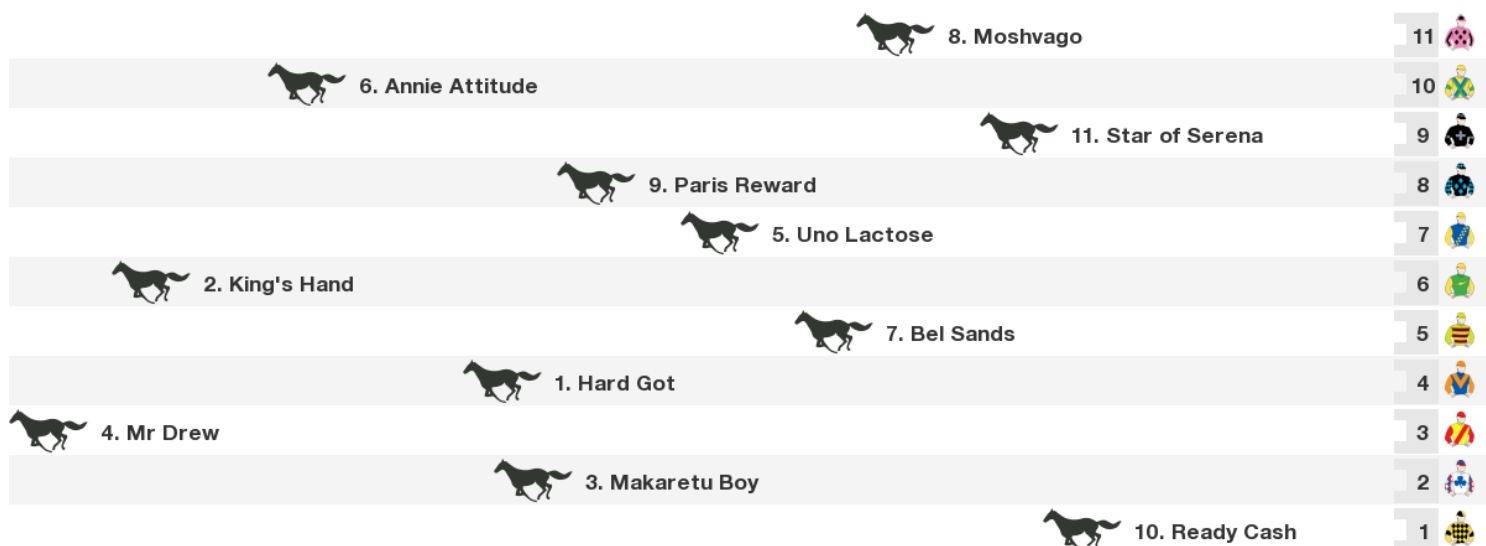 8. Moshvago 11
6. Annie Attitude 10
11. Star of Serena 9
9. Paris Reward 8
5. Uno Lactose 7
2. King's Hand 6
7. Bel Sands 5
1. Hard Got 4
4. Mr Drew 3
3. Makaretu Boy 2
10. Ready Cash 1